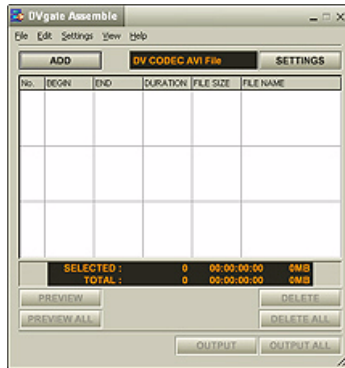 DVgate Assemble
File Edit Settings View Help
ADD DV CODEC AVI File SETTINGS
No. BEGIN END DURATION FILE SIZE FILE NAME
SELECTED : 0 00:00:00:00 0MB
TOTAL : 0 00:00:00:00 0MB
PREVIEW DELETE
PREVIEW ALL DELETE ALL
OUTPUT OUTPUT ALL